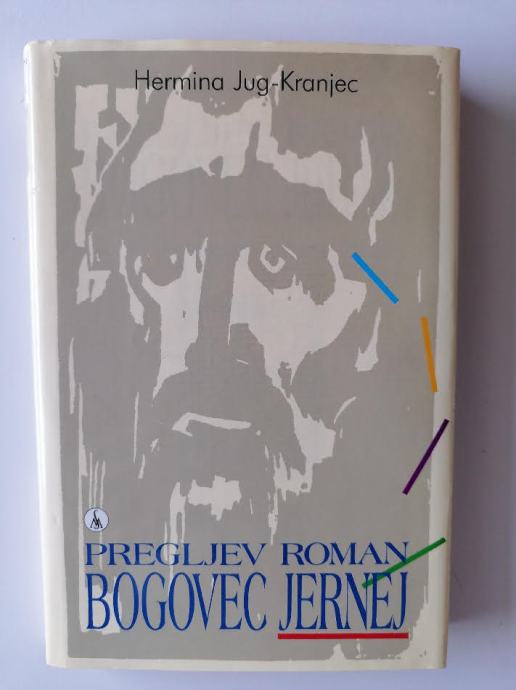 Hermina Jug-Kranjec
PREGLJEV ROMAN
BOGOVEC JERNEJ